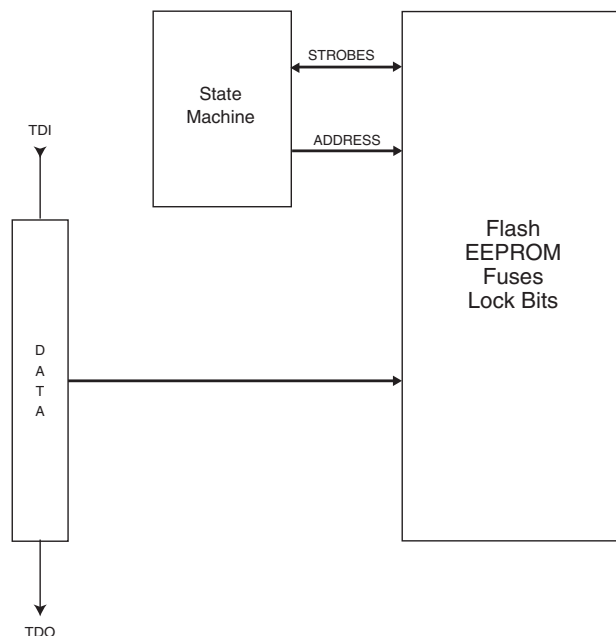 STROBES
State
Machine
TDI
ADDRESS
Flash
EEPROM
Fuses
Lock Bits
D
A
T
A
TDO